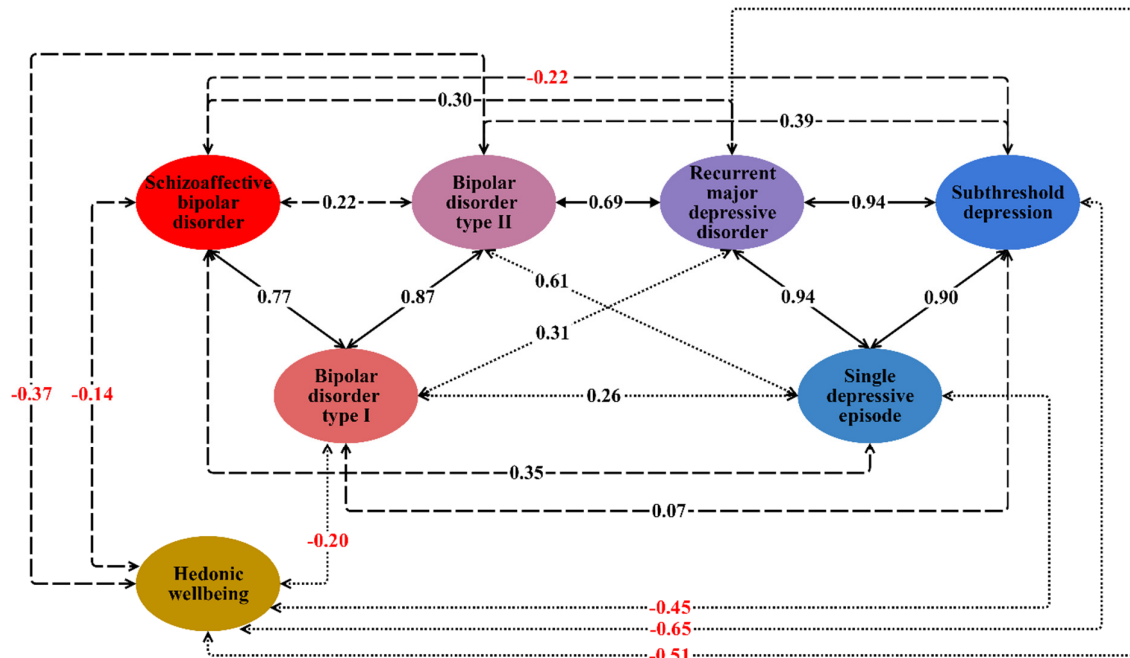 -0.22
0.30
0.39
Schizoaffective
bipolar
disorder
0.22
Bipolar
disorder
type II
0.69
Recurrent
major
depressive
disorder
0.94
Subthreshold
depression
0.77
0.87
0.61
0.31
0.94
0.90
-0.37
-0.14
Bipolar
disorder
type I
0.26
Single
depressive
episode
0.35
0.07
-0.20
Hedonic
wellbeing
-0.45
-0.65
-0.51